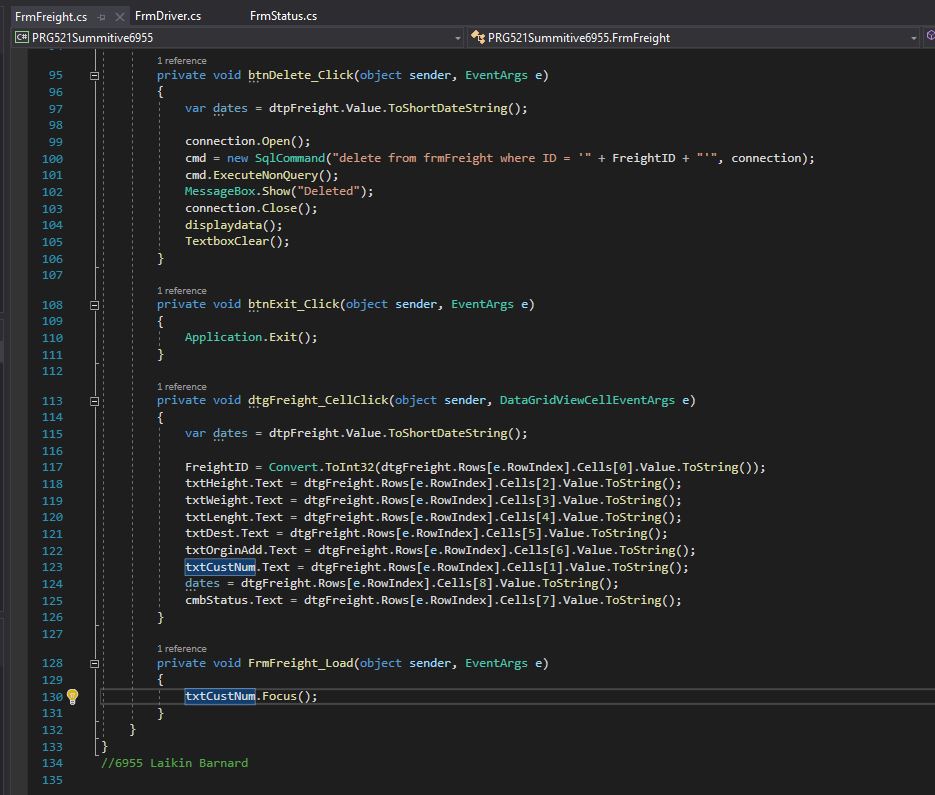 FrmFreight.cs FrmDriver.cs FrmStatus.cs
C# PRG521Summitive6955 PRG521Summitive6955.FrmFreight
1 reference
95 private void btnDelete_Click(object sender, EventArgs e)
96 {
97 var dates = dtpFreight.Value.ToShortDateString();
98
99 connection.Open();
100 cmd = new SqlCommand("delete from frmFreight where ID = '" + FreightID + "'", connection);
101 cmd.ExecuteNonQuery();
102 MessageBox.Show("Deleted");
103 connection.Close();
104 displaydata();
105 TextboxClear();
106 }
107
1 reference
108 private void btnExit_Click(object sender, EventArgs e)
109 {
110 Application.Exit();
111 }
112
1 reference
113 private void dtgFreight_CellClick(object sender, DataGridViewCellEventArgs e)
114 {
115 var dates = dtpFreight.Value.ToShortDateString();
116
117 FreightID = Convert.ToInt32(dtgFreight.Rows[e.RowIndex].Cells[0].Value.ToString());
118 txtHeight.Text = dtgFreight.Rows[e.RowIndex].Cells[2].Value.ToString();
119 txtWeight.Text = dtgFreight.Rows[e.RowIndex].Cells[3].Value.ToString();
120 txtLenght.Text = dtgFreight.Rows[e.RowIndex].Cells[4].Value.ToString();
121 txtDest.Text = dtgFreight.Rows[e.RowIndex].Cells[5].Value.ToString();
122 txtOrginAdd.Text = dtgFreight.Rows[e.RowIndex].Cells[6].Value.ToString();
123 txtCustNum.Text = dtgFreight.Rows[e.RowIndex].Cells[1].Value.ToString();
124 dates = dtgFreight.Rows[e.RowIndex].Cells[8].Value.ToString();
125 cmbStatus.Text = dtgFreight.Rows[e.RowIndex].Cells[7].Value.ToString();
126 }
127
1 reference
128 private void FrmFreight_Load(object sender, EventArgs e)
129 {
130 txtCustNum.Focus();
131 }
132 }
133 }
134 //6955 Laikin Barnard
135